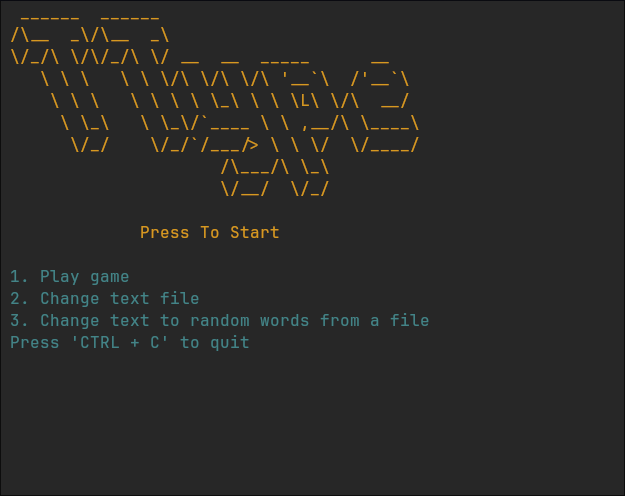 TType
Press To Start
1. Play game
2. Change text file
3. Change text to random words from a file
Press 'CTRL + C' to quit